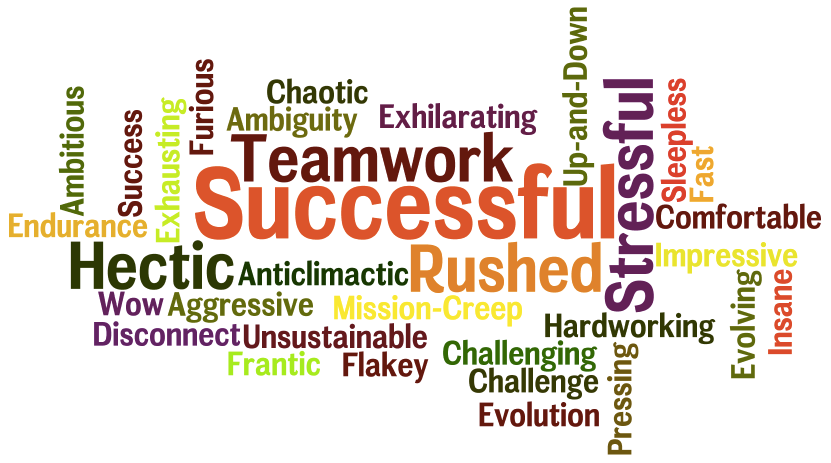 Up-and-Down
Furious
Chaotic
Stressful
Sleepless
Ambitious
Success
Exhausting
Ambiguity
Exhilarating
Teamwork
Fast
Successful
Comfortable
Endurance
Hectic
Anticlimactic
Rushed
Impressive
Wow
Aggressive
Mission-Creep
Evolving
Insane
Disconnect
Unsustainable
Hardworking
Frantic
Flakey
Challenging
Pressing
Challenge
Evolution